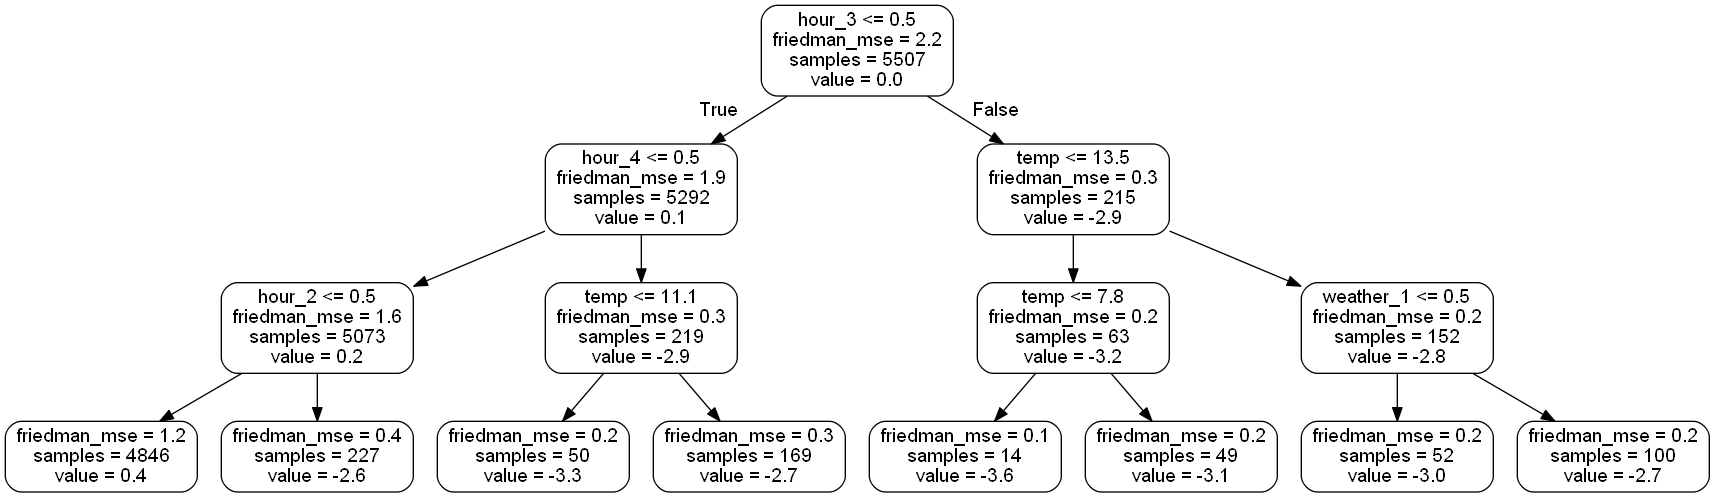 hour_3 <= 0.5
friedman_mse = 2.2
samples = 5507
value = 0.0
True
False
hour_4 <= 0.5
friedman_mse = 1.9
samples = 5292
value = 0.1
temp <= 13.5
friedman_mse = 0.3
samples = 215
value = -2.9
hour_2 <= 0.5
friedman_mse = 1.6
samples = 5073
value = 0.2
temp <= 11.1
friedman_mse = 0.3
samples = 219
value = -2.9
temp <= 7.8
friedman_mse = 0.2
samples = 63
value = -3.2
weather_1 <= 0.5
friedman_mse = 0.2
samples = 152
value = -2.8
friedman_mse = 1.2
samples = 4846
value = 0.4
friedman_mse = 0.4
samples = 227
value = -2.6
friedman_mse = 0.2
samples = 50
value = -3.3
friedman_mse = 0.3
samples = 169
value = -2.7
friedman_mse = 0.1
samples = 14
value = -3.6
friedman_mse = 0.2
samples = 49
value = -3.1
friedman_mse = 0.2
samples = 52
value = -3.0
friedman_mse = 0.2
samples = 100
value = -2.7